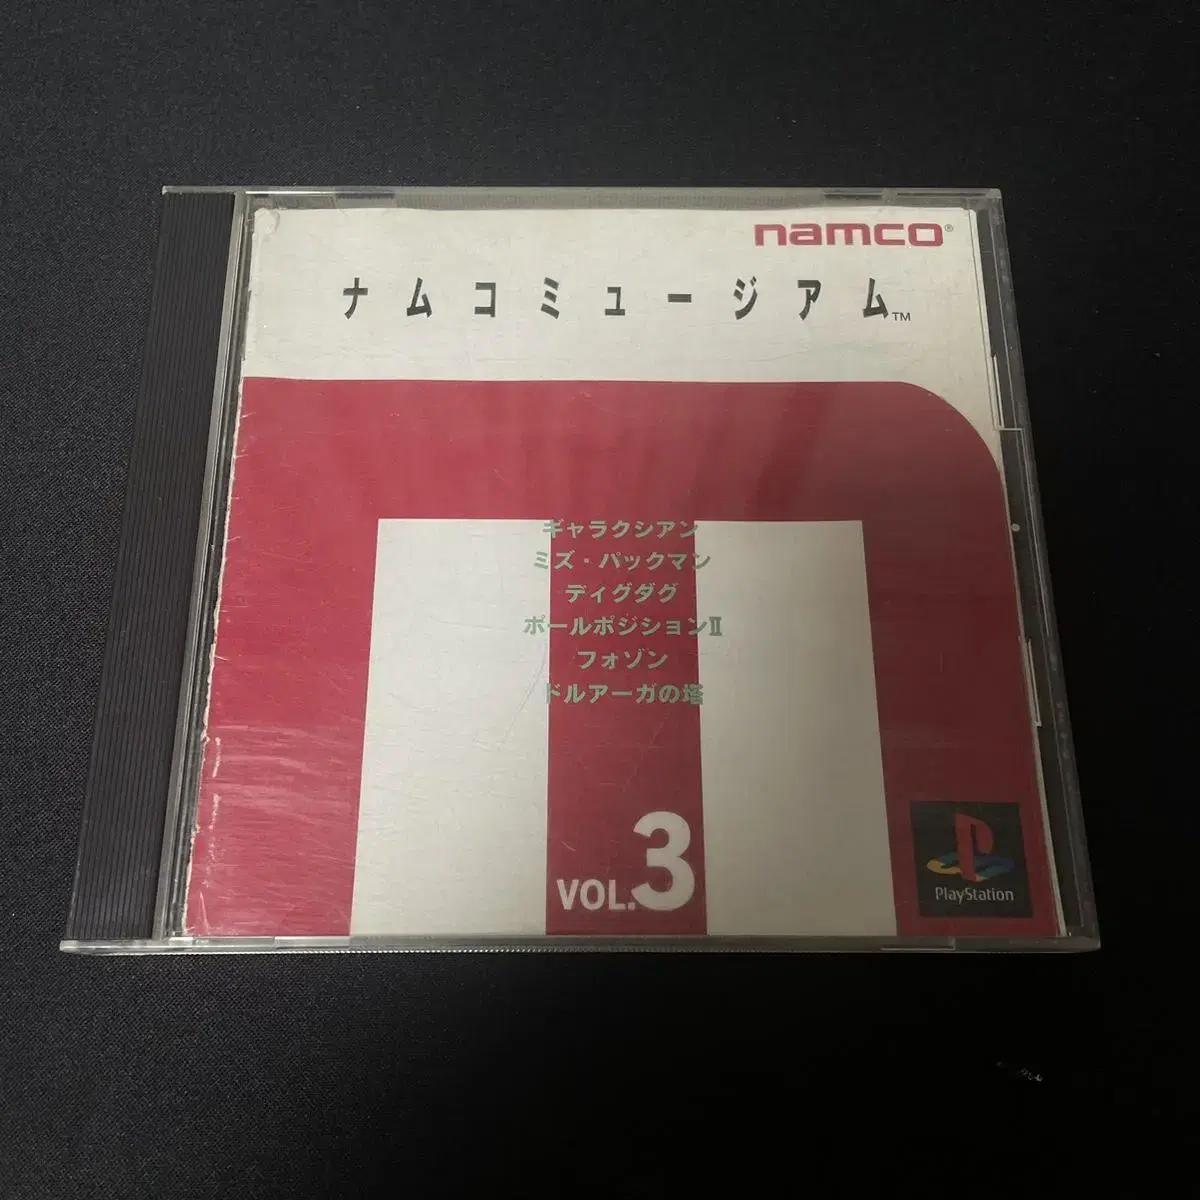 namco®
ナムコミュージアム™
ギャラクシアン
ミズ・パックマン
ディグダグ
ポールポジションⅡ
フォゾン
ドルアーガの塔
VOL.3
PlayStation